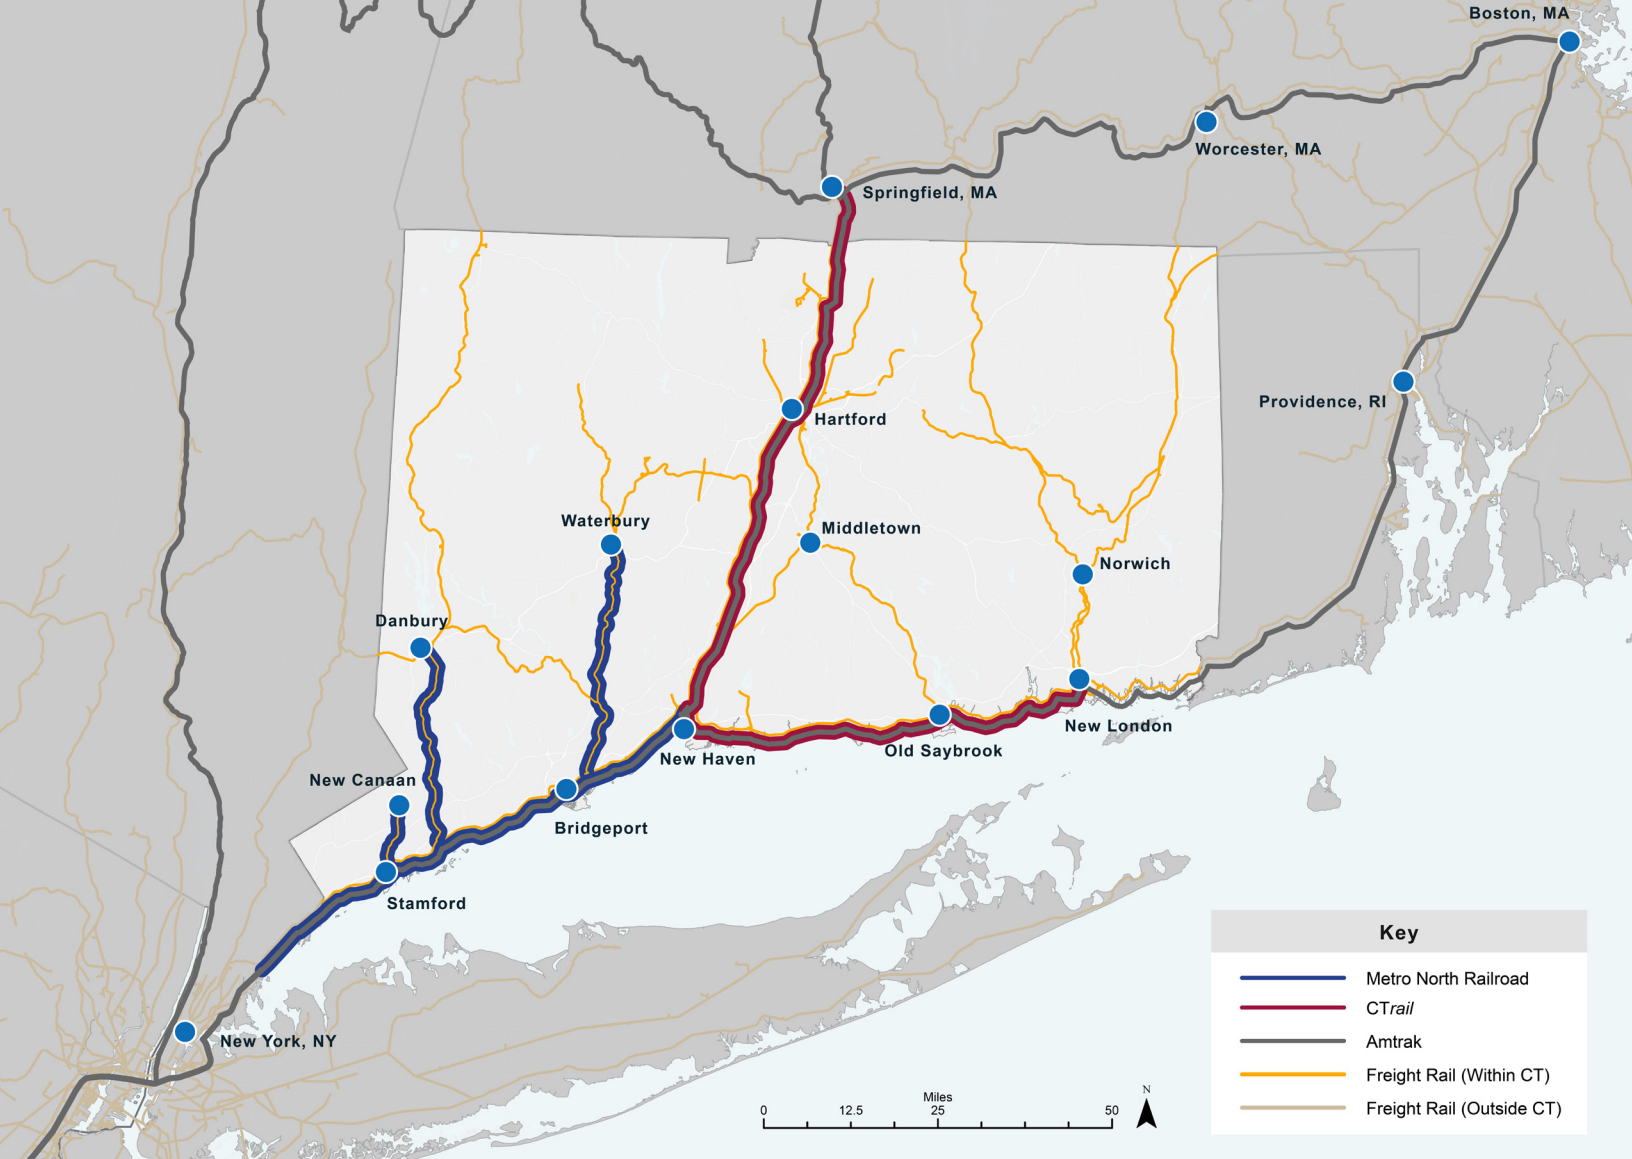 Boston, MA
Worcester, MA
Springfield, MA
Providence, RI
Hartford
Waterbury
Middletown
Norwich
Danbury
New London
Old Saybrook
New Haven
New Canaan
Bridgeport
Stamford
New York, NY
Key
Metro North Railroad
CTrail
Amtrak
Freight Rail (Within CT)
Freight Rail (Outside CT)
Miles
0 12.5 25 50
N